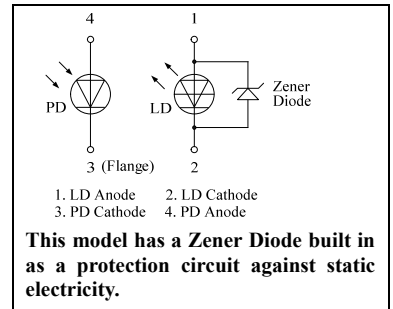 4 1
PD LD Zener
Diode
3 (Flange) 2
1. LD Anode 2. LD Cathode
3. PD Cathode 4. PD Anode
This model has a Zener Diode built in
as a protection circuit against static
electricity.